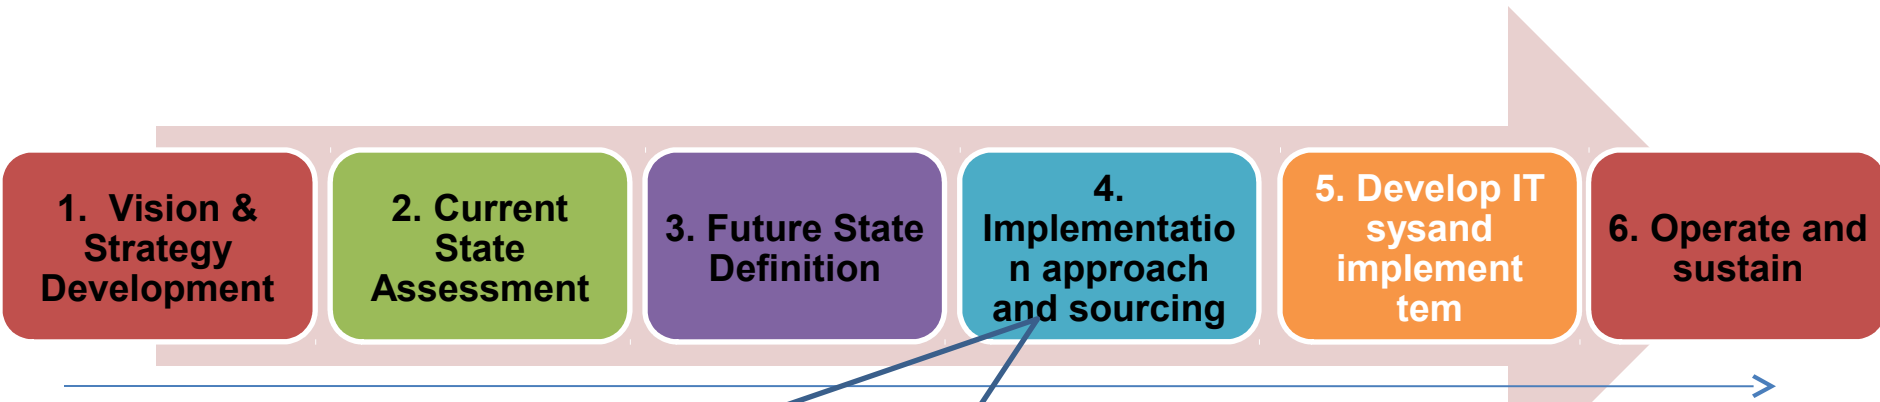 1. Vision &
Strategy
Development
2. Current
State
Assessment
3. Future State
Definition
4.
Implementatio
n approach
and sourcing
5. Develop IT
sysand
implement
tem
6. Operate and
sustain